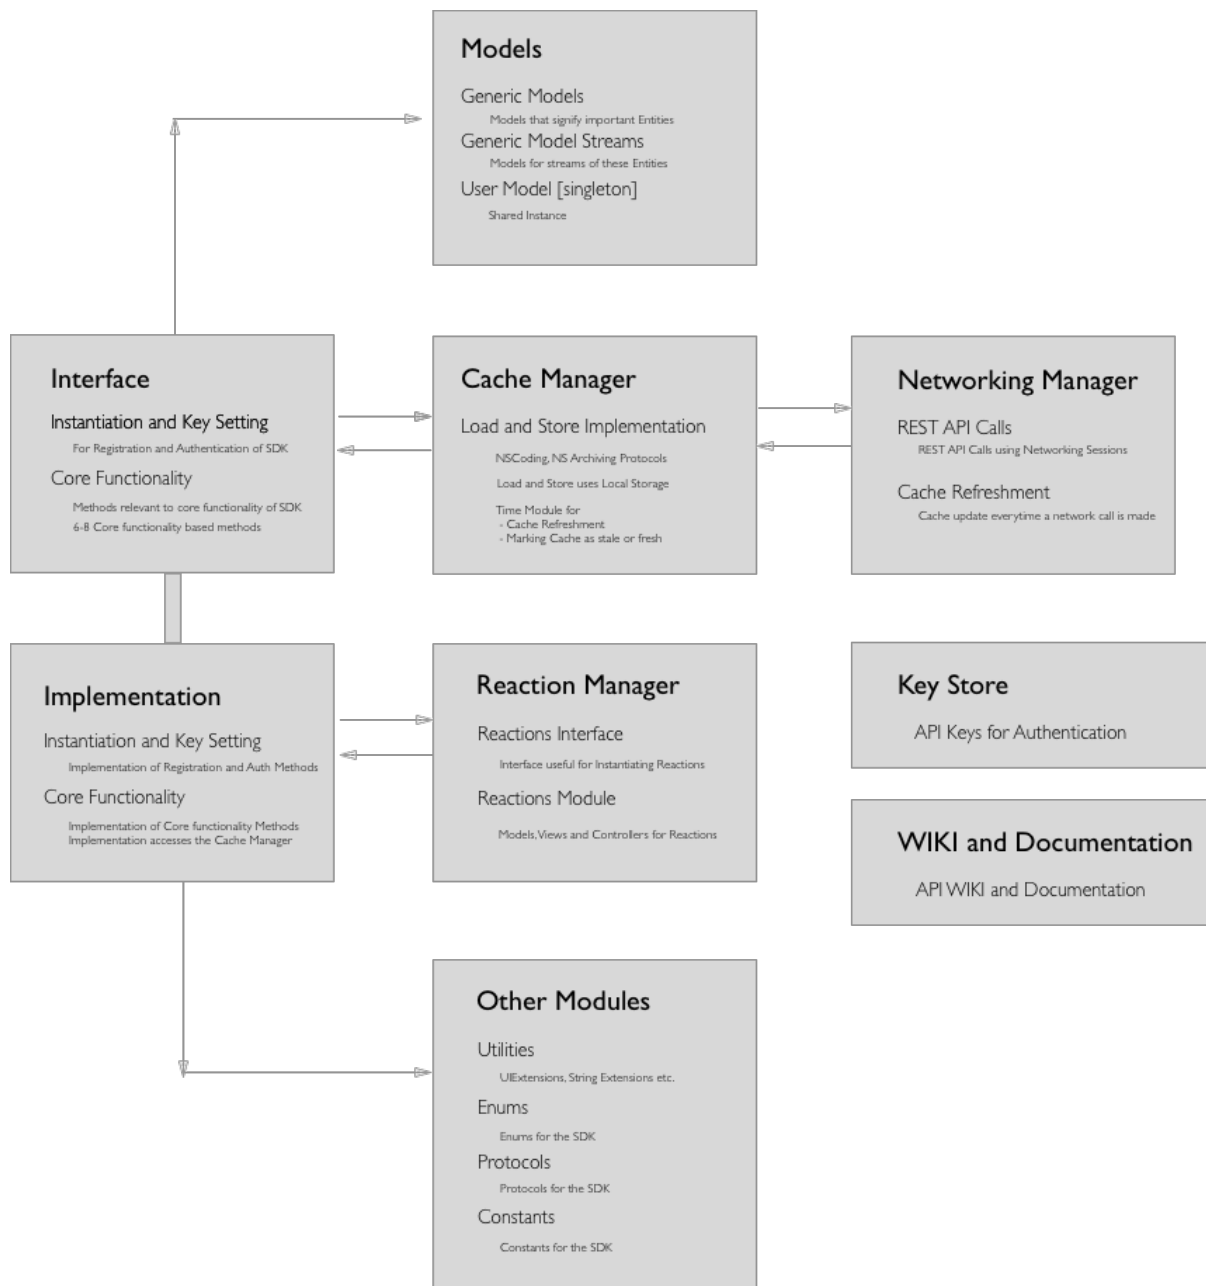 Models
Generic Models
Models that signify important Entities
Generic Model Streams
Models for streams of these Entities
User Model [singleton]
Shared Instance
Interface
Instantiation and Key Setting
For Registration and Authentication of SDK
Core Functionality
Methods relevant to core functionality of SDK
6-8 Core functionality based methods
Cache Manager
Load and Store Implementation
NSCoding, NS Archiving Protocols
Load and Store uses Local Storage
Time Module for
- Cache Refreshment
- Marking Cache as stale or fresh
Networking Manager
REST API Calls
REST API Calls using Networking Sessions
Cache Refreshment
Cache update everytime a network call is made
Implementation
Instantiation and Key Setting
Implementation of Registration and Auth Methods
Core Functionality
Implementation of Core functionality Methods
Implementation accesses the Cache Manager
Reaction Manager
Reactions Interface
Interface useful for Instantiating Reactions
Reactions Module
Models, Views and Controllers for Reactions
Key Store
API Keys for Authentication
WIKI and Documentation
API WIKI and Documentation
Other Modules
Utilities
UIExtensions, String Extensions etc.
Enums
Enums for the SDK
Protocols
Protocols for the SDK
Constants
Constants for the SDK